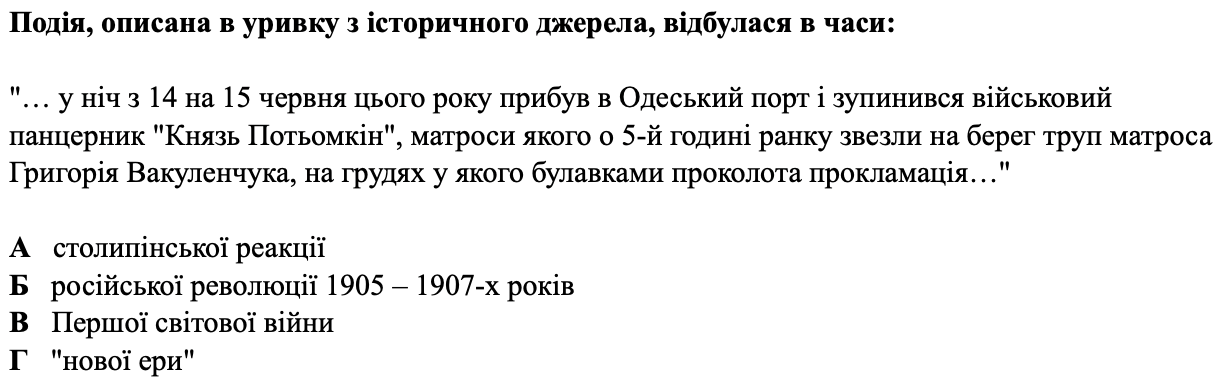 Подія, описана в уривку з історичного джерела, відбулася в часи:
"… у ніч з 14 на 15 червня цього року прибув в Одеський порт і зупинився військовий
панцерник "Князь Потьомкін", матроси якого о 5-й годині ранку звезли на берег труп матроса
Григорія Вакуленчука, на грудях у якого булавками проколота прокламація…"
А столипінської реакції
Б російської революції 1905 – 1907-х років
В Першої світової війни
Г "нової ери"